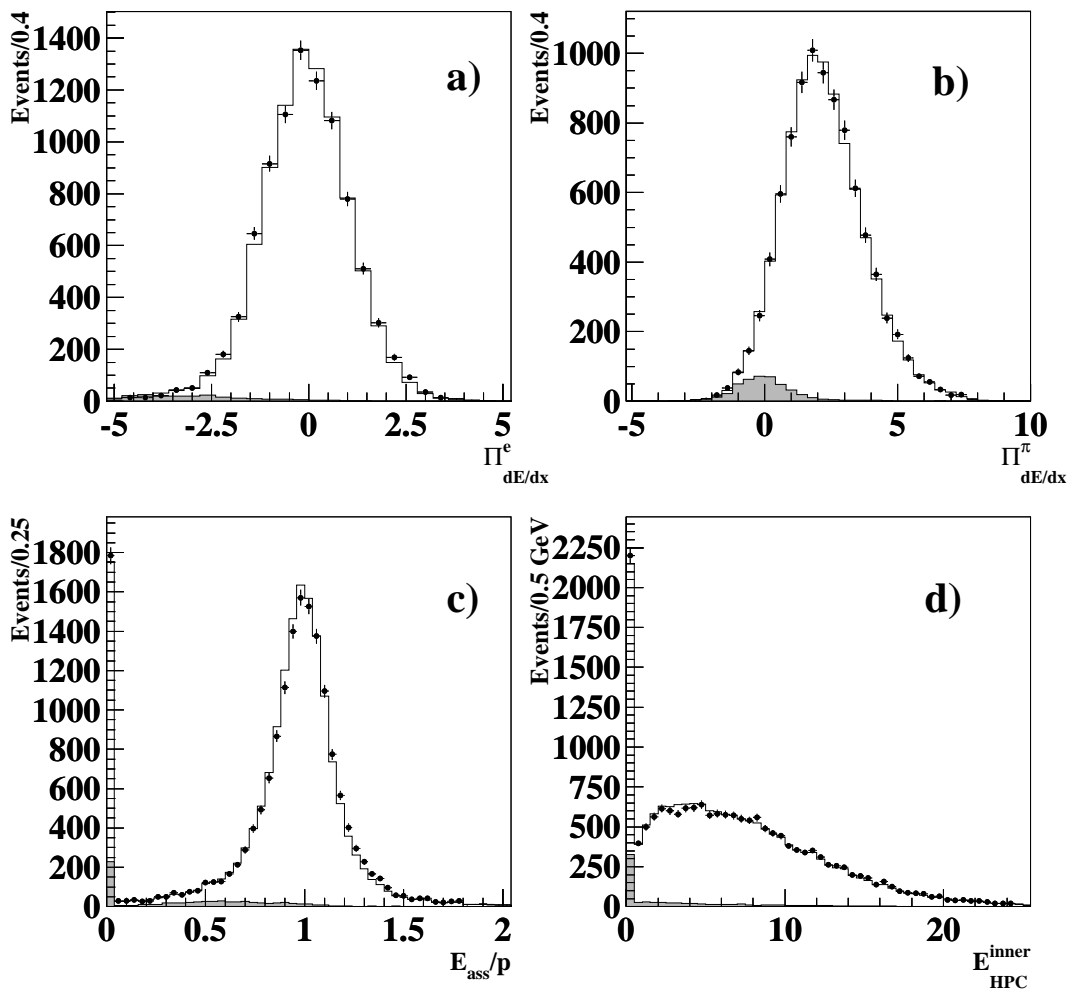 Events/0.4
a)
1400
1200
1000
800
600
400
200
0
-5 -2.5 0 2.5 5
Π^e_dE/dx
Events/0.4
b)
1000
800
600
400
200
0
-5 0 5 10
Π^π_dE/dx
Events/0.25
c)
1800
1600
1400
1200
1000
800
600
400
200
0
0 0.5 1 1.5 2
E_ass/p
Events/0.5 GeV
d)
2250
2000
1750
1500
1250
1000
750
500
250
0
0 10 20
E^inner_HPC